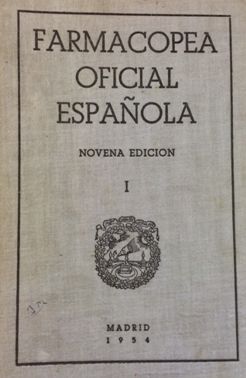 FARMACOPEA
OFICIAL
ESPAÑOLA
NOVENA EDICION
I
MADRID
1954